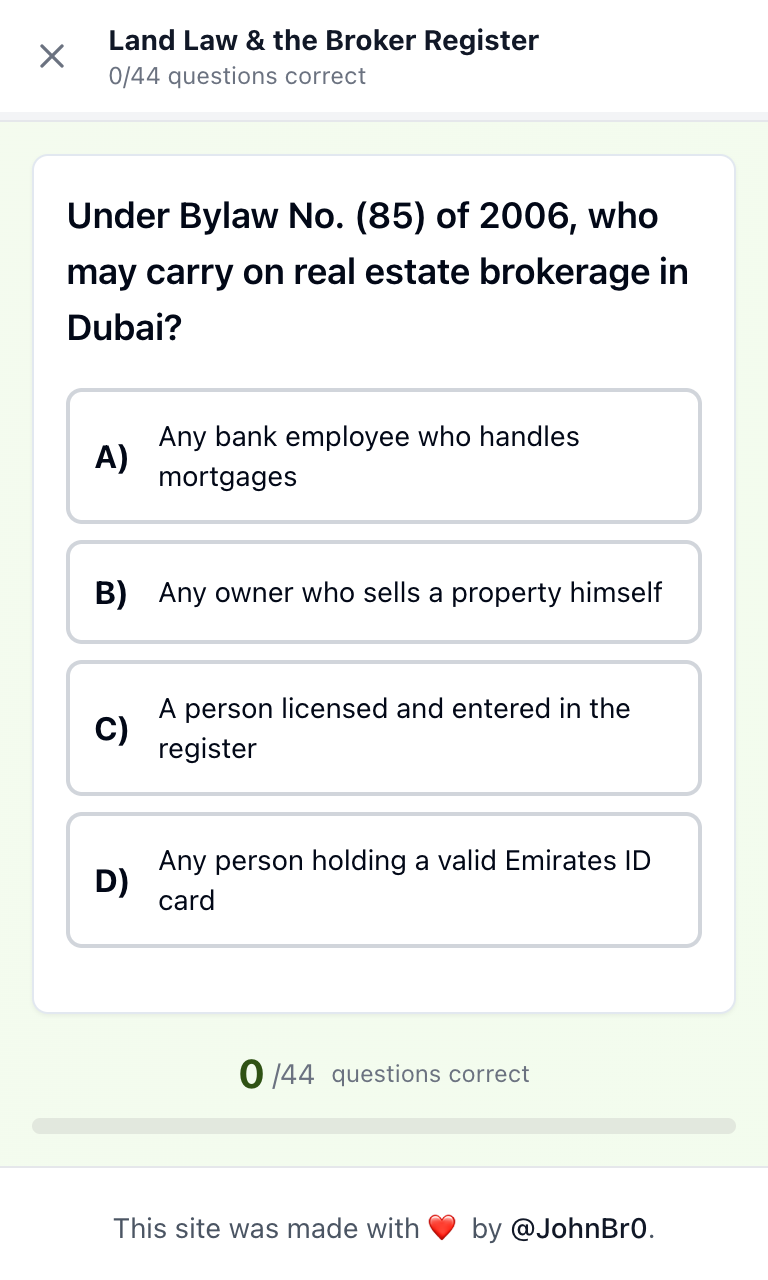 Land Law & the Broker Register
0/44 questions correct
Under Bylaw No. (85) of 2006, who
may carry on real estate brokerage in
Dubai?
A) Any bank employee who handles
mortgages
B) Any owner who sells a property himself
C) A person licensed and entered in the
register
D) Any person holding a valid Emirates ID
card
0 /44 questions correct
This site was made with ❤️ by @JohnBr0.